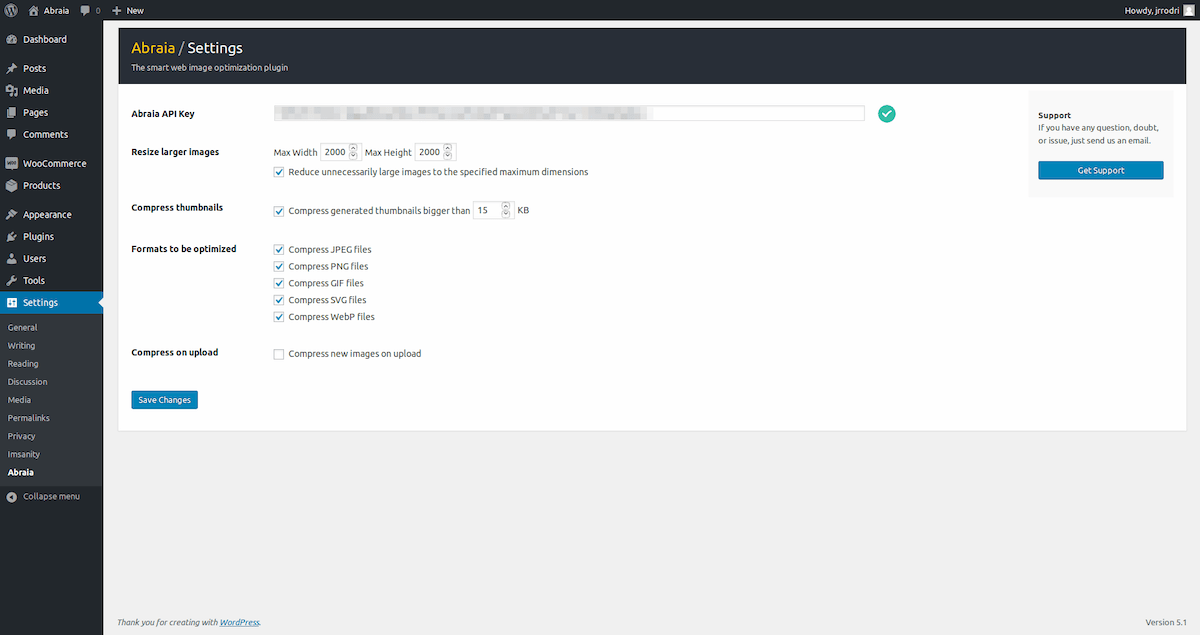 Abraia 0 New Howdy, jrrodri
Dashboard
Posts
Media
Pages
Comments
WooCommerce
Products
Appearance
Plugins
Users
Tools
Settings
General
Writing
Reading
Discussion
Media
Permalinks
Privacy
Imsanity
Abraia
Collapse menu
Abraia / Settings
The smart web image optimization plugin
Abraia API Key
Resize larger images
Max Width 2000 Max Height 2000
Reduce unnecessarily large images to the specified maximum dimensions
Compress thumbnails
Compress generated thumbnails bigger than 15 KB
Formats to be optimized
Compress JPEG files
Compress PNG files
Compress GIF files
Compress SVG files
Compress WebP files
Compress on upload
Compress new images on upload
Save Changes
Support
If you have any question, doubt,
or issue, just send us an email.
Get Support
Thank you for creating with WordPress.
Version 5.1